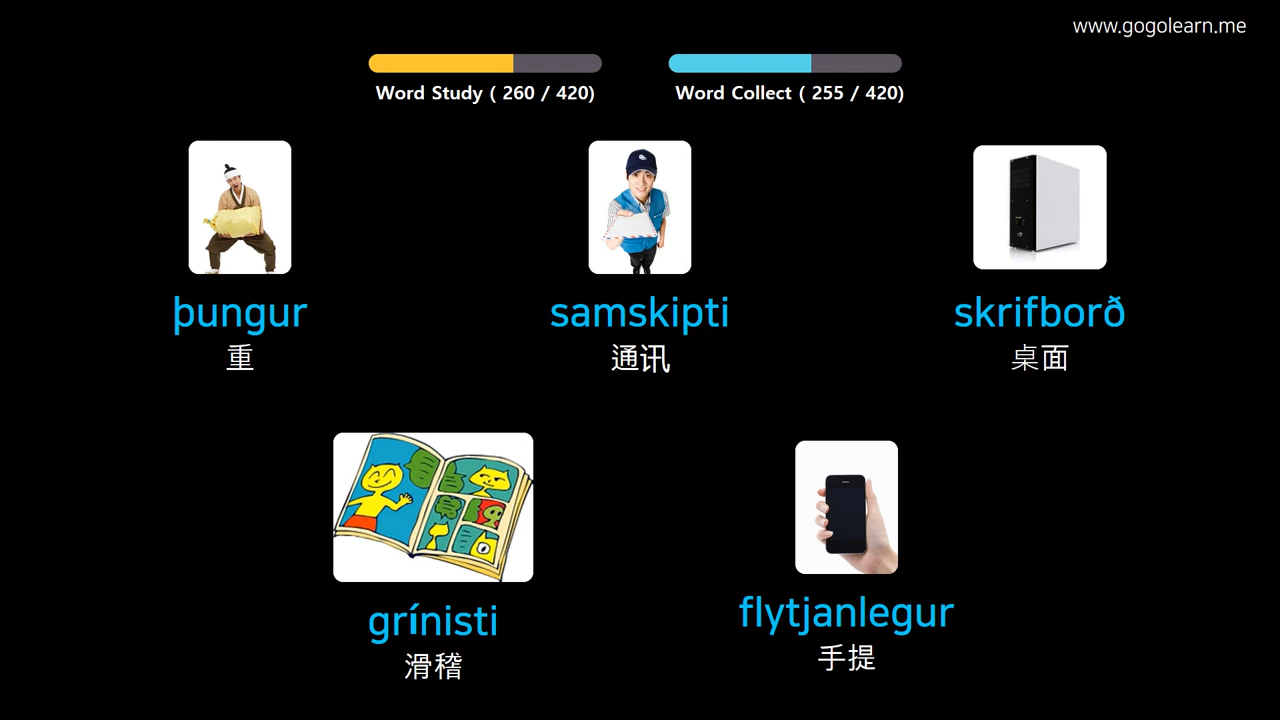 www.gogolearn.me
Word Study ( 260 / 420)
Word Collect ( 255 / 420)
þungur
重
samskipti
通讯
skrifborð
桌面
grínisti
滑稽
flytjanlegur
手提